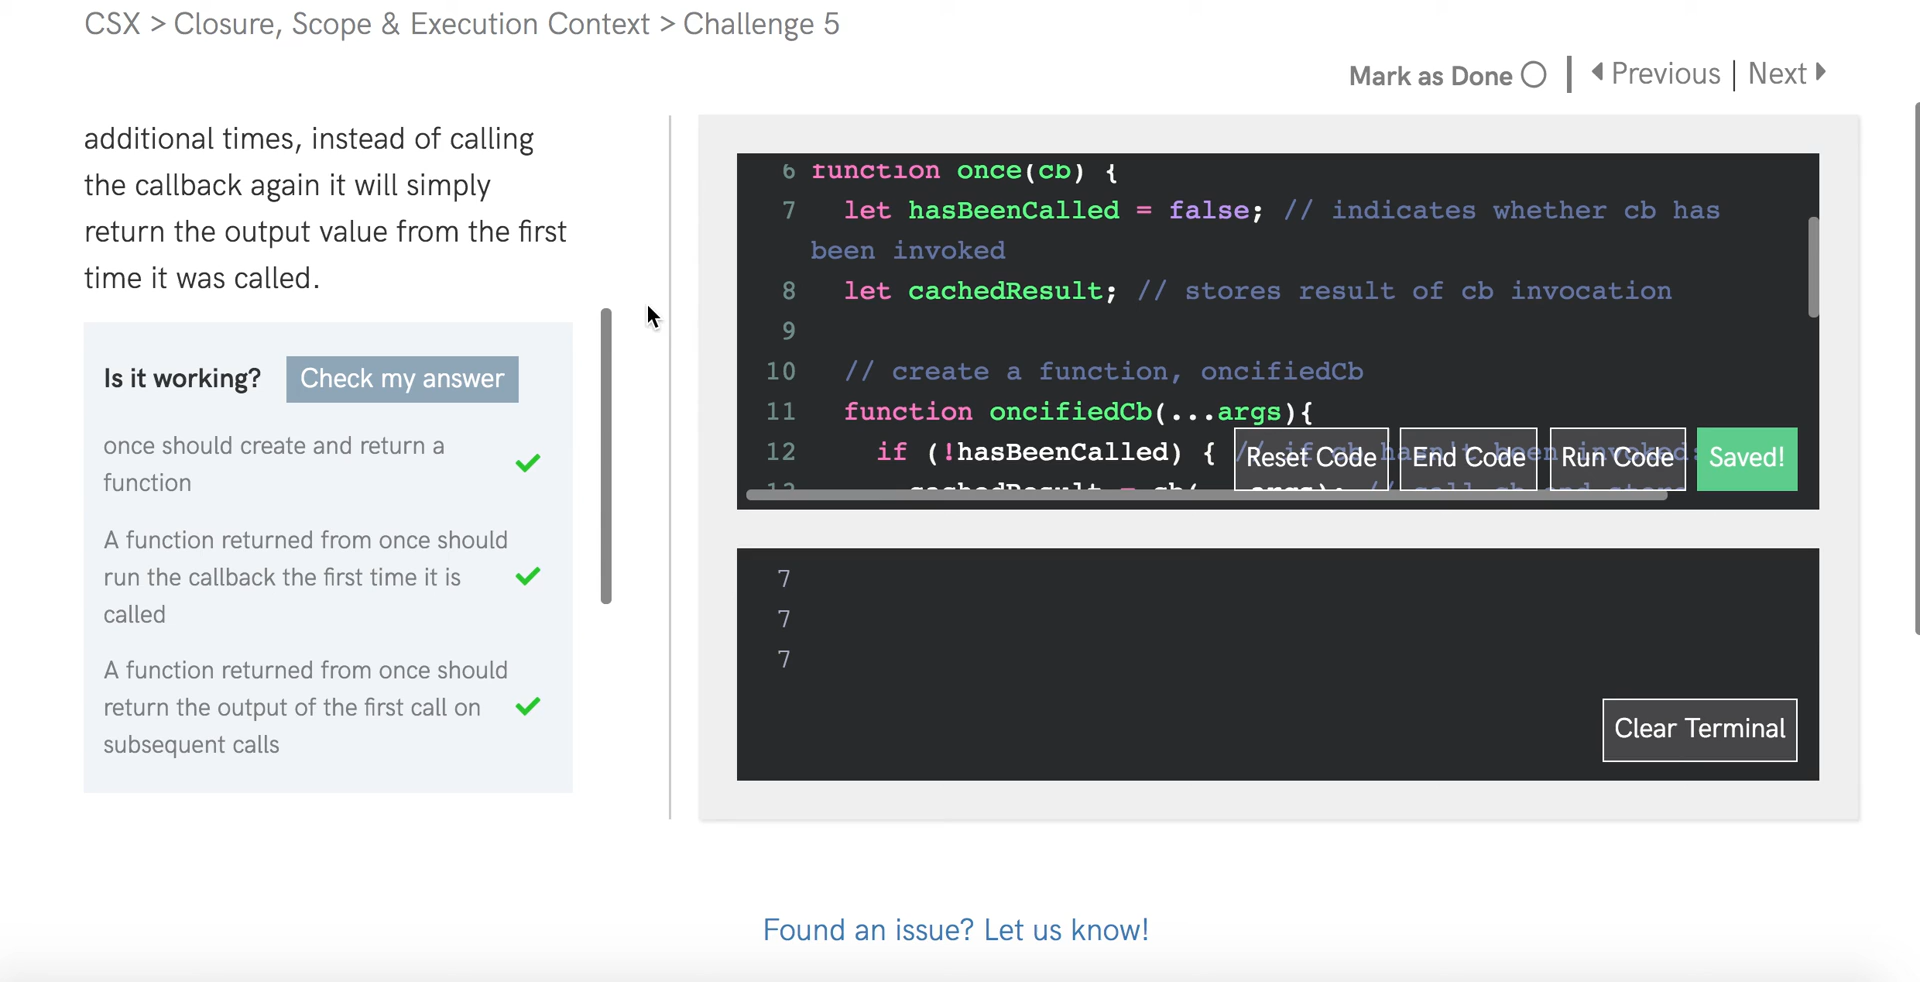 CSX > Closure, Scope & Execution Context > Challenge 5
Mark as Done
Previous | Next
additional times, instead of calling
the callback again it will simply
return the output value from the first
time it was called.
Is it working? Check my answer
once should create and return a
function
A function returned from once should
run the callback the first time it is
called
A function returned from once should
return the output of the first call on
subsequent calls
6 function once(cb) {
7 let hasBeenCalled = false; // indicates whether cb has
been invoked
8 let cachedResult; // stores result of cb invocation
9
10 // create a function, oncifiedCb
11 function oncifiedCb(...args){
12 if (!hasBeenCalled) { // if cb hasn't been invoked:
Reset Code End Code Run Code Saved!
7
7
7
Clear Terminal
Found an issue? Let us know!